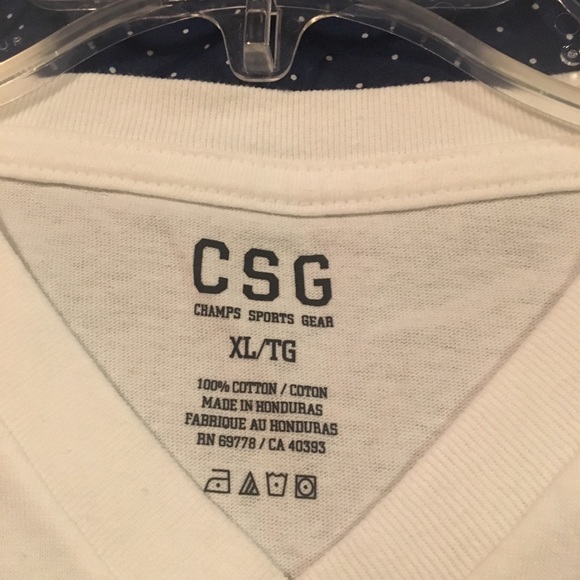 CSG
CHAMPS SPORTS GEAR
XL/TG
100% COTTON / COTON
MADE IN HONDURAS
FABRIQUE AU HONDURAS
RN 69778 / CA 40393